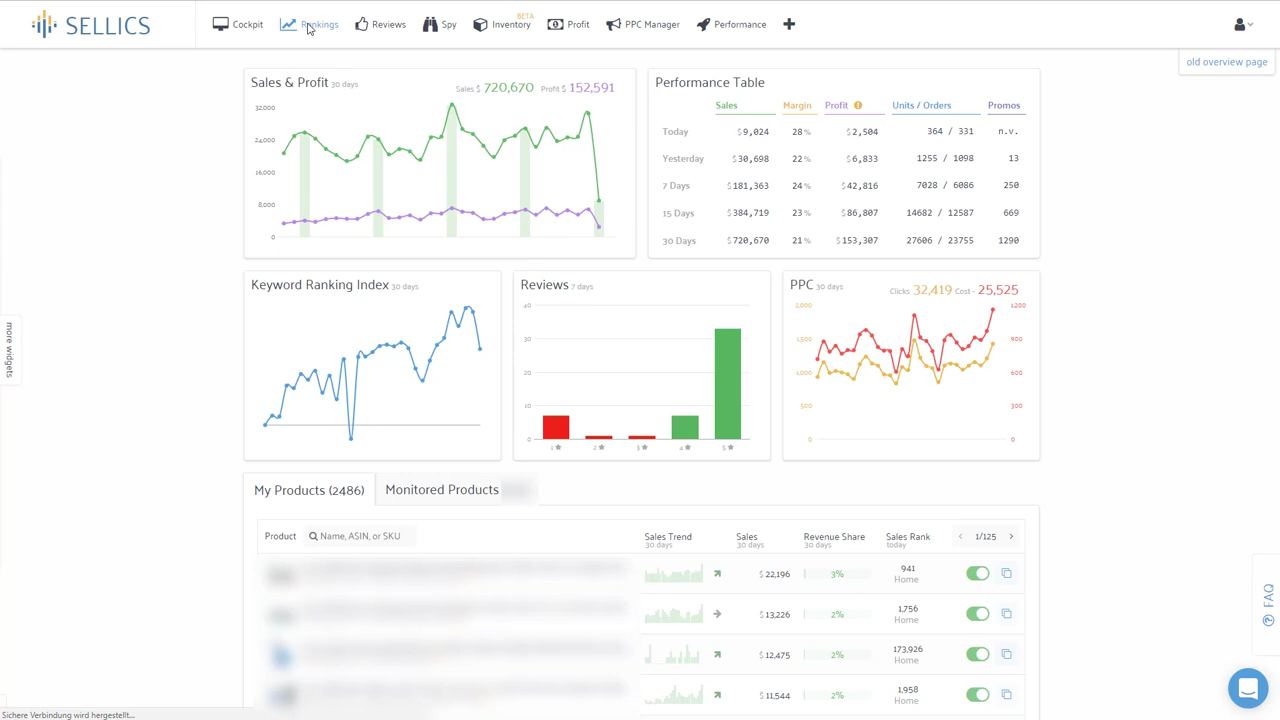 SELLICS
Cockpit
Rankings
Reviews
Spy
Inventory
BETA
Profit
PPC Manager
Performance
old overview page
Sales & Profit 30 days
Sales $ 720,670 Profit $ 152,591
32,000
24,000
16,000
8,000
0
Performance Table
Sales Margin Profit Units / Orders Promos
Today $ 9,024 28 % $ 2,504 364 / 331 n.v.
Yesterday $ 30,698 22 % $ 6,833 1255 / 1098 13
7 Days $ 181,363 24 % $ 42,816 7028 / 6086 250
15 Days $ 384,719 23 % $ 86,807 14682 / 12587 669
30 Days $ 720,670 21 % $ 153,307 27606 / 23755 1290
more widgets
Keyword Ranking Index 30 days
Reviews 7 days
40
30
20
10
0
1 ★ 2 ★ 3 ★ 4 ★ 5 ★
PPC 30 days
Clicks 32,419 Cost - 25,525
2,000 1200
1,500 900
1,000 600
500 300
0 0
My Products (2486)
Monitored Products
Product
Name, ASIN, or SKU
Sales Trend
30 days
Sales
30 days
Revenue Share
30 days
Sales Rank
today
< 1/125 >
$ 22,196 3% 941
Home
$ 13,226 2% 1,756
Home
$ 12,475 2% 173,926
Home
$ 11,544 2% 1,958
Home
FAQ
Sichere Verbindung wird hergestellt...